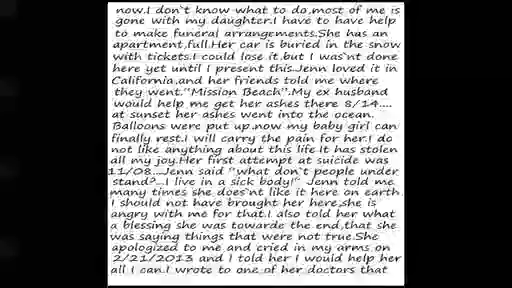 now.I don`t know what to do,most of me is
gone with my daughter.I have to have help
to make funeral arrangements.She has an
apartment,full.Her car is buried in the snow
with tickets.I could lose it.but I was`nt done
here yet until I present this.Jenn loved it in
California,and her friends told me where
they went."Mission Beach".My ex husband
would help me get her ashes there 8/14....
at sunset her ashes went into the ocean.
Balloons were put up.now my baby girl can
finally rest.I will carry the pain for her.I do
not like anything about this life.It has stolen
all my joy.Her first attempt at suicide was
11/08....Jenn said "what don`t people under
stand?...I live in a sick body!" Jenn told me
many times she does`nt like it here on earth.
I should not have brought her here,she is
angry with me for that.I also told her what
a blessing she was towarde the end,that she
was saying things that were not true.She
apologized to me and cried in my arms on
2/21/2013 and I told her I would help her
all I can.I wrote to one of her doctors that